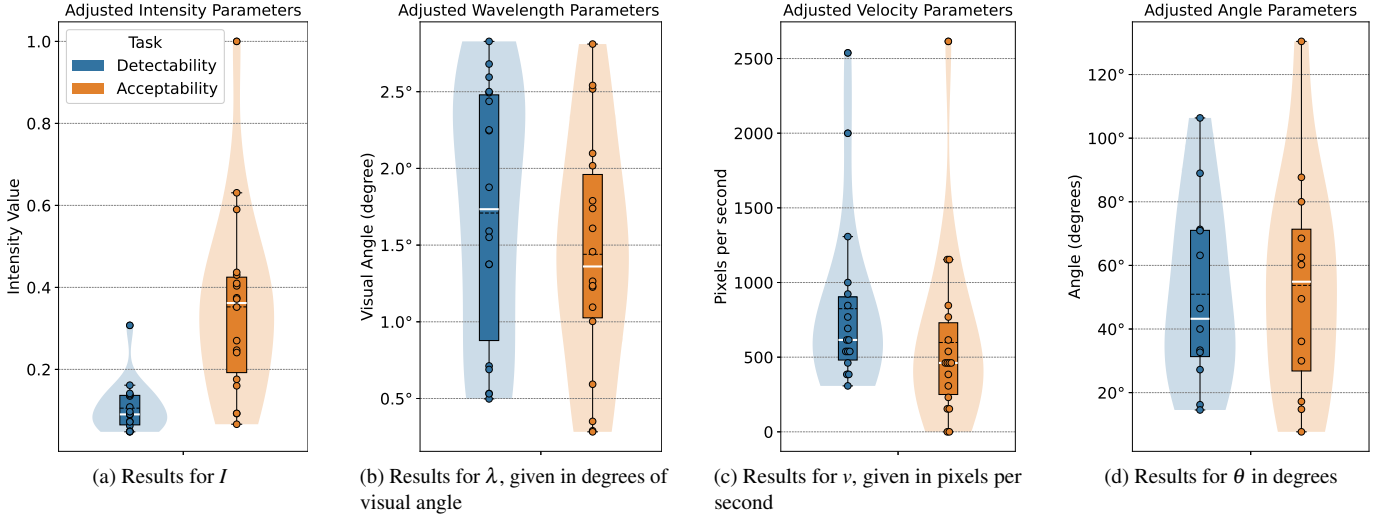 Adjusted Intensity Parameters
1.0
0.8
0.6
0.4
0.2
Intensity Value
Task
Detectability
Acceptability
(a) Results for I
Adjusted Wavelength Parameters
2.5°
2.0°
1.5°
1.0°
0.5°
Visual Angle (degree)
(b) Results for λ, given in degrees of
visual angle
Adjusted Velocity Parameters
2500
2000
1500
1000
500
0
Pixels per second
(c) Results for v, given in pixels per
second
Adjusted Angle Parameters
120°
100°
80°
60°
40°
20°
Angle (degrees)
(d) Results for θ in degrees